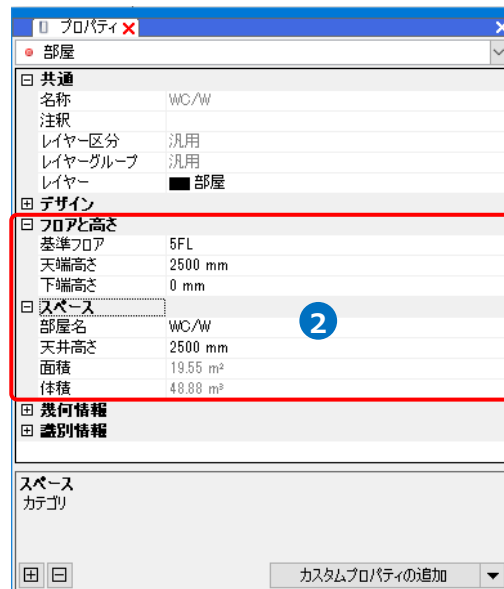 プロパティ
部屋
共通
名称 WC/W
注釈
レイヤー区分 汎用
レイヤーグループ 汎用
レイヤー 部屋
デザイン
フロアと高さ
基準フロア 5FL
天端高さ 2500 mm
下端高さ 0 mm
スペース
部屋名 WC/W
天井高さ 2500 mm
面積 19.55 m²
体積 48.88 m³
2
幾何情報
識別情報
スペース
カテゴリ
カスタムプロパティの追加